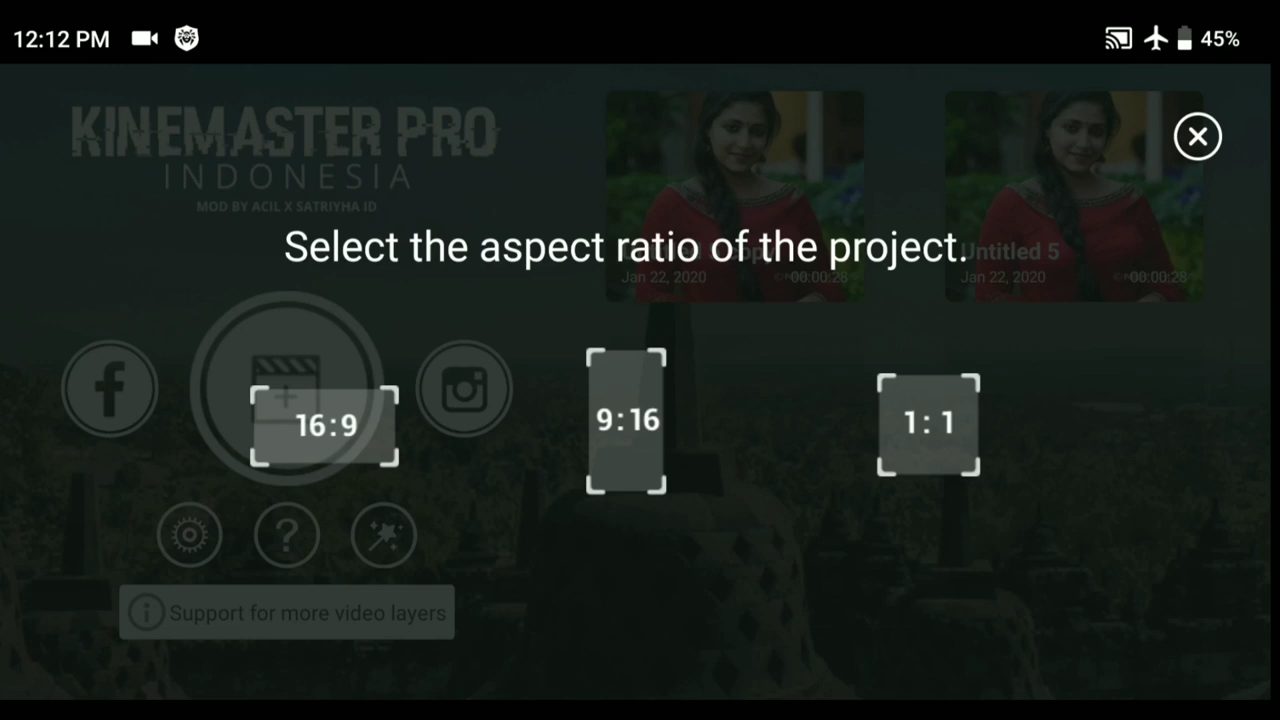 12:12 PM
45%
KINEMASTER PRO
INDONESIA
MOD BY ACIL X SATRIYHA ID
Select the aspect ratio of the project.
Untitled 5
Jan 22, 2020
00:00:28
Jan 22, 2020
00:00:28
16:9
9:16
1:1
?
Support for more video layers